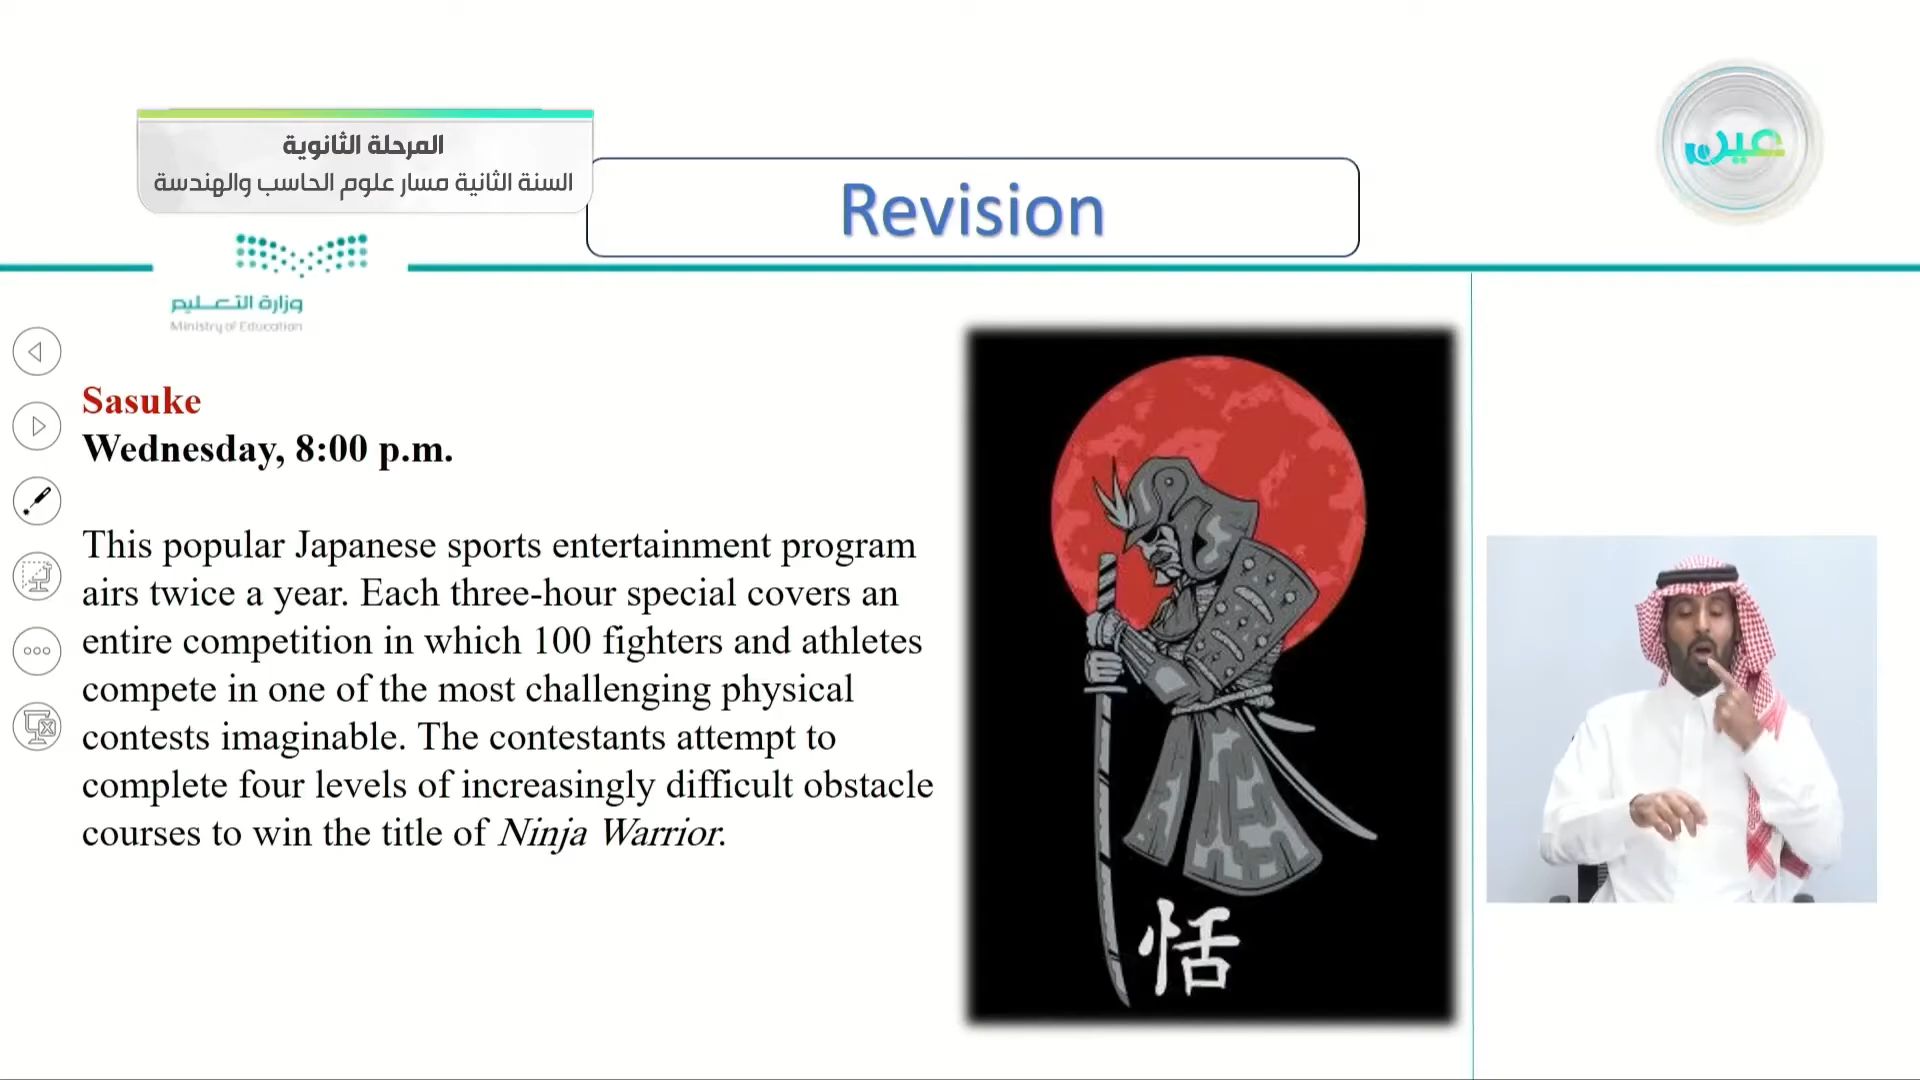 المرحلة الثانوية
السنة الثانية مسار علوم الحاسب والهندسة
عين
Revision
وزارة التعليم
Ministry of Education
Sasuke
Wednesday, 8:00 p.m.
This popular Japanese sports entertainment program
airs twice a year. Each three-hour special covers an
entire competition in which 100 fighters and athletes
compete in one of the most challenging physical
contests imaginable. The contestants attempt to
complete four levels of increasingly difficult obstacle
courses to win the title of Ninja Warrior.
恬